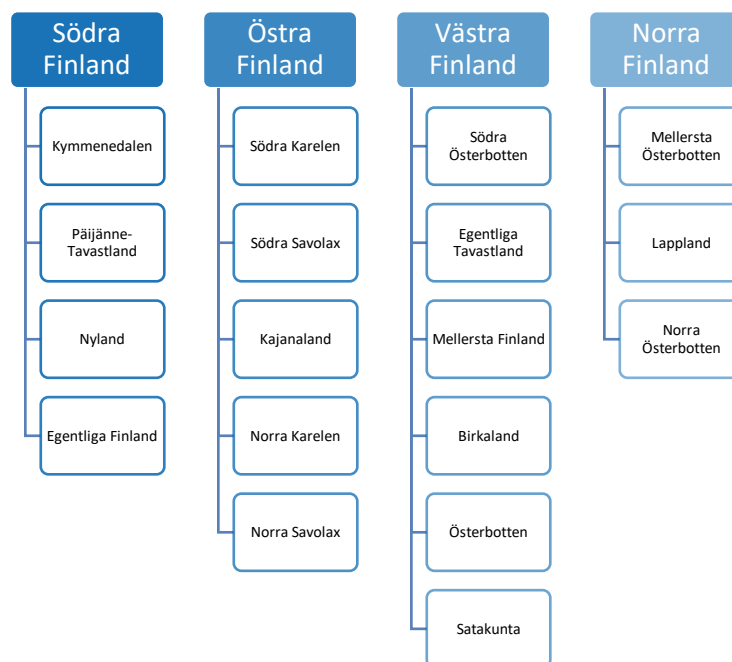 Södra
Finland
Kymmenedalen
Päijänne-
Tavastland
Nyland
Egentliga Finland
Östra
Finland
Södra Karelen
Södra Savolax
Kajanaland
Norra Karelen
Norra Savolax
Västra
Finland
Södra
Österbotten
Egentliga
Tavastland
Mellersta Finland
Birkaland
Österbotten
Satakunta
Norra
Finland
Mellersta
Österbotten
Lappland
Norra
Österbotten